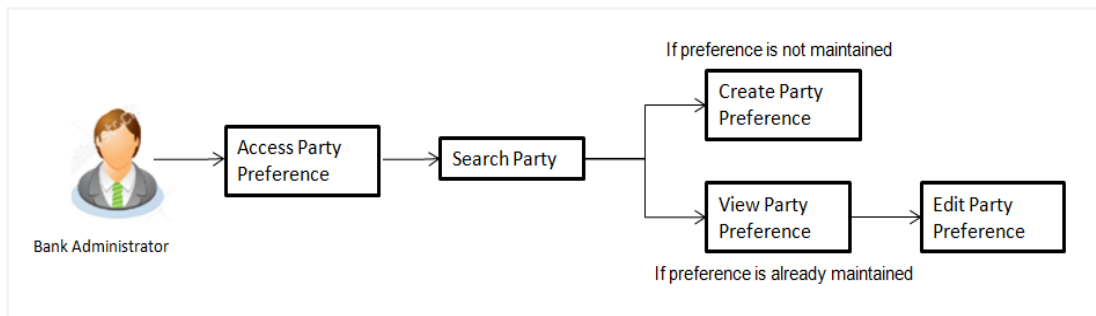 If preference is not maintained
Create Party
Preference
Access Party
Preference
Search Party
View Party
Preference
Edit Party
Preference
Bank Administrator
If preference is already maintained